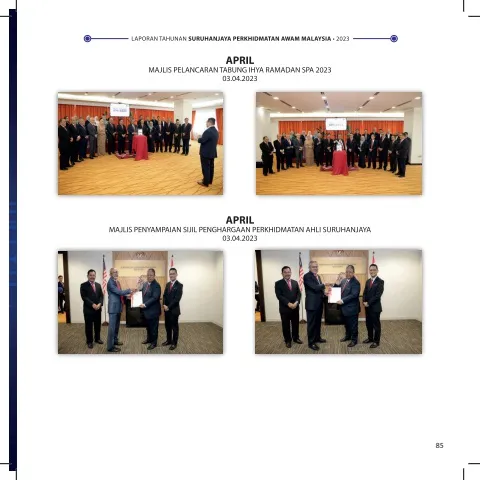 LAPORAN TAHUNAN SURUHANJAYA PERKHIDMATAN AWAM MALAYSIA • 2023
APRIL
MAJLIS PELANCARAN TABUNG IHYA RAMADAN SPA 2023
03.04.2023
APRIL
MAJLIS PENYAMPAIAN SIJIL PENGHARGAAN PERKHIDMATAN AHLI SURUHANJAYA
03.04.2023
85